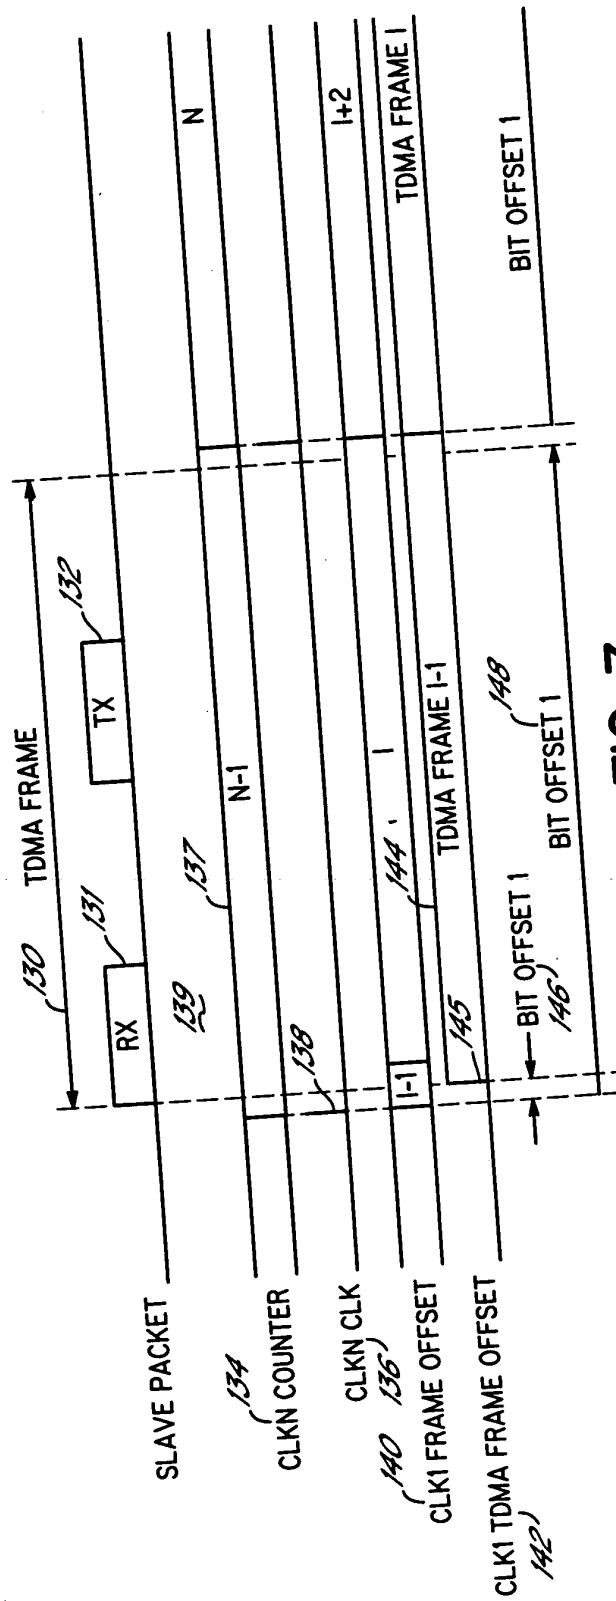 130
TDMA FRAME
131
RX
132
TX
SLAVE PACKET
139
137
N-1
N
134
CLKN COUNTER
138
CLKN CLK
136
I+2
140
CLK1 FRAME OFFSET
I-1
144
I
CLK1 TDMA FRAME OFFSET
142
145
TDMA FRAME I-1
TDMA FRAME I
BIT OFFSET 1
146
148
BIT OFFSET 1
BIT OFFSET 1